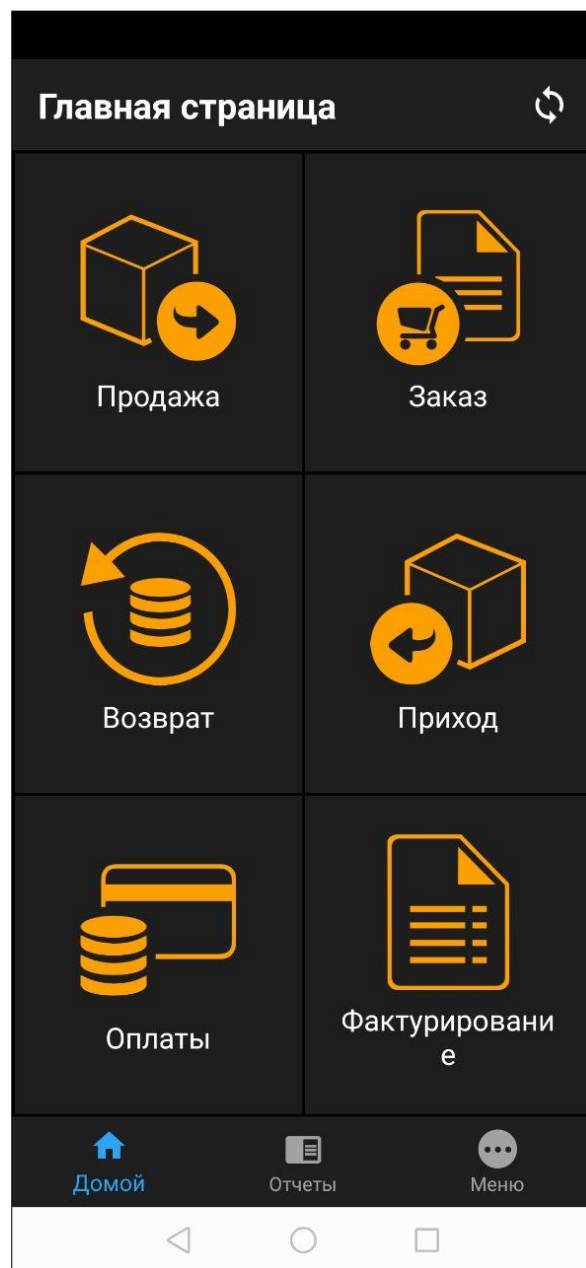 Главная страница
Продажа
Заказ
Возврат
Приход
Оплаты
Фактурировани
е
Домой
Отчеты
Меню